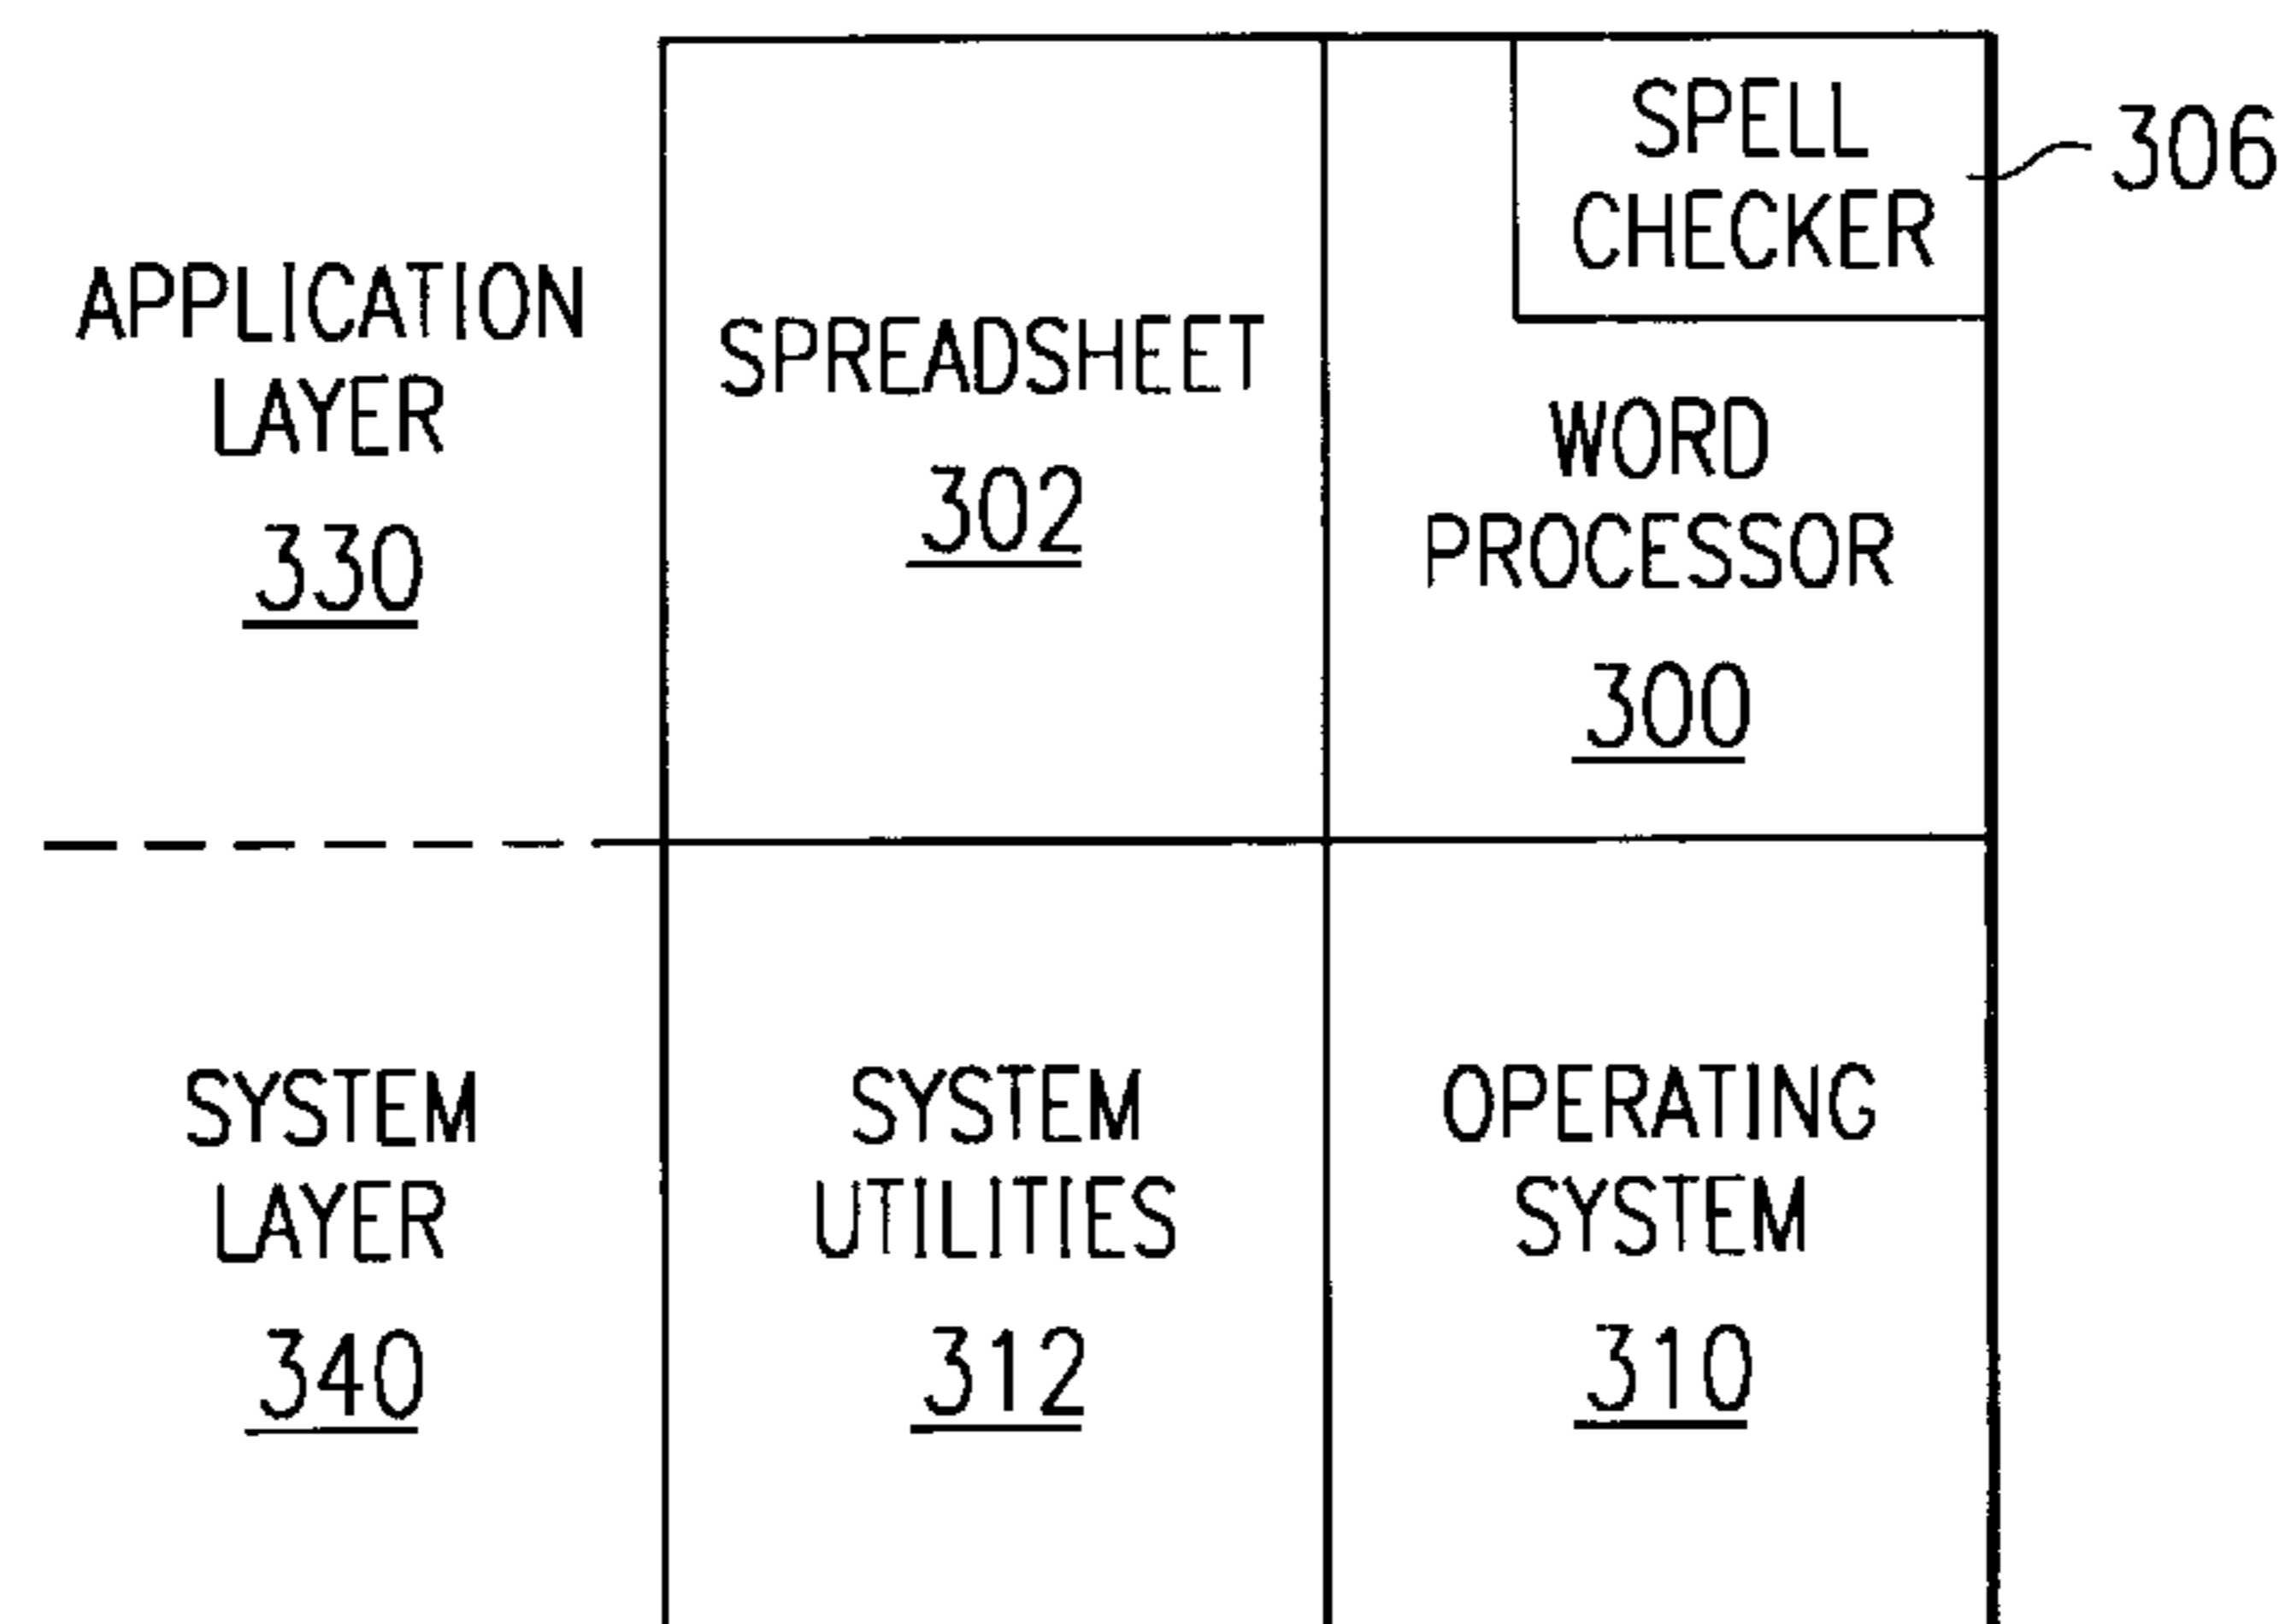 APPLICATION
LAYER
330
SPREADSHEET
302
SPELL
CHECKER
306
WORD
PROCESSOR
300
SYSTEM
LAYER
340
SYSTEM
UTILITIES
312
OPERATING
SYSTEM
310